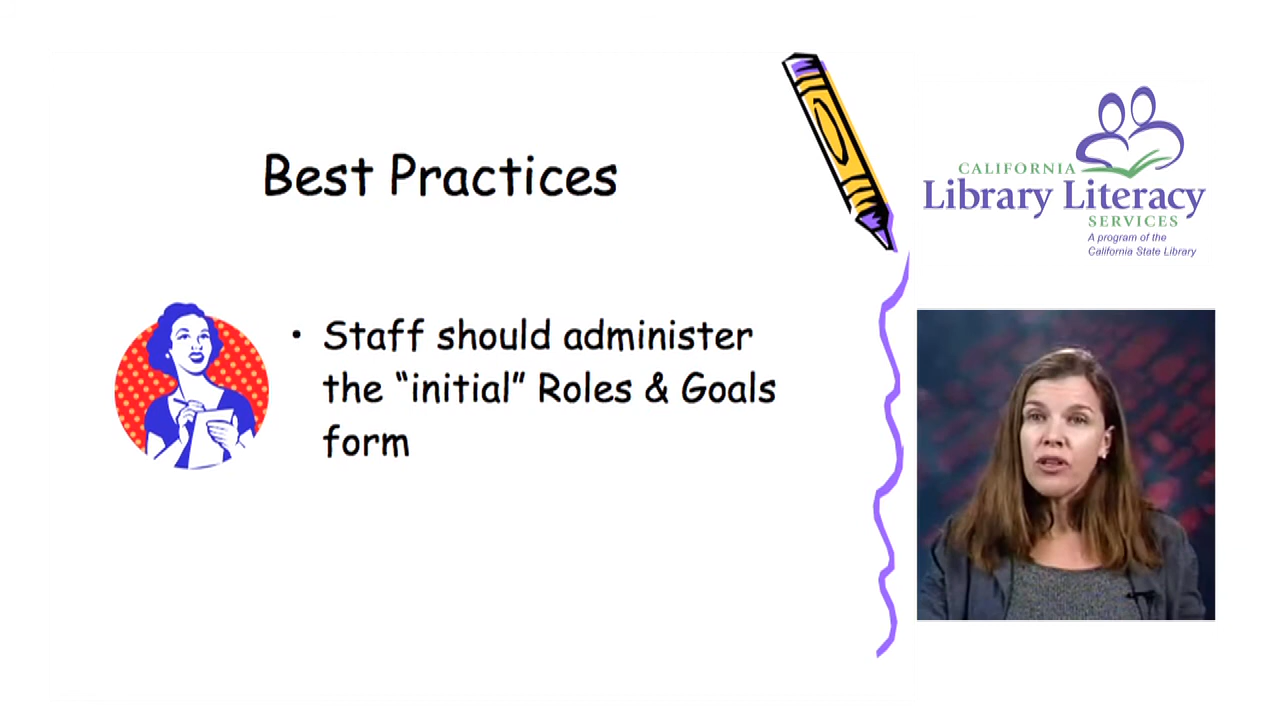 Best Practices
• Staff should administer
the “initial” Roles & Goals
form
CALIFORNIA
Library Literacy
SERVICES
A program of the
California State Library